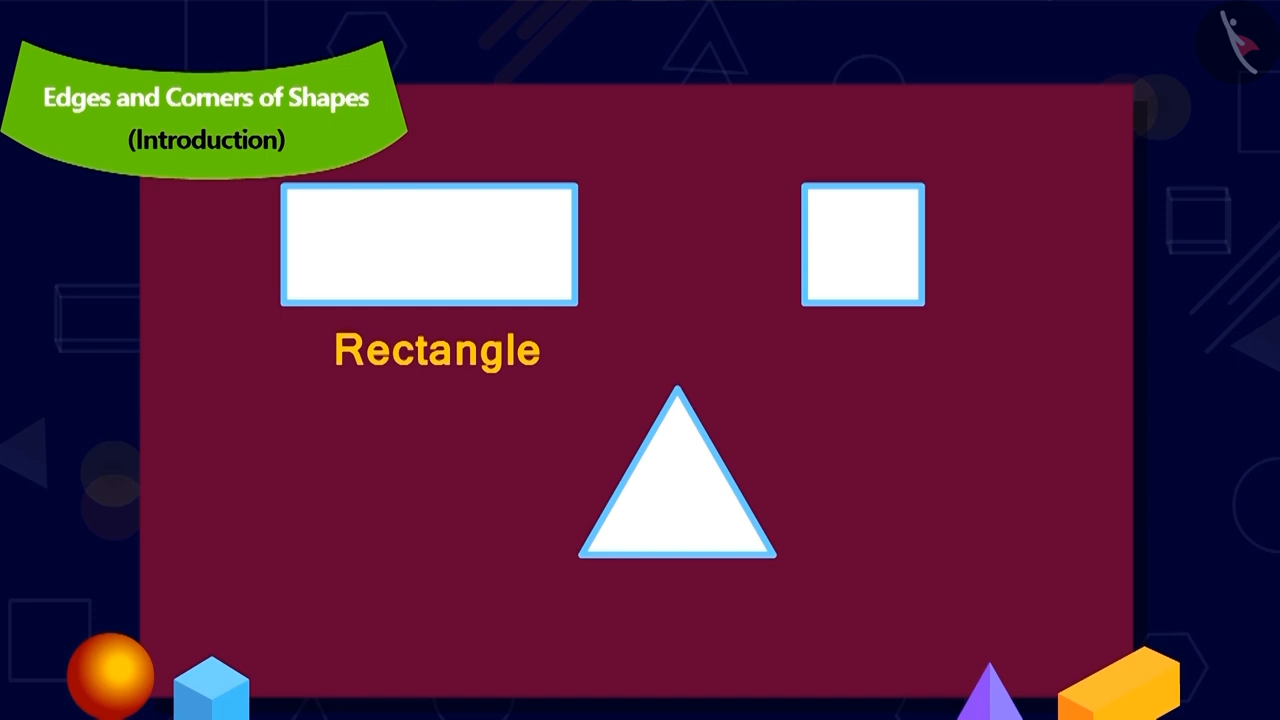 Edges and Corners of Shapes
(Introduction)
Rectangle